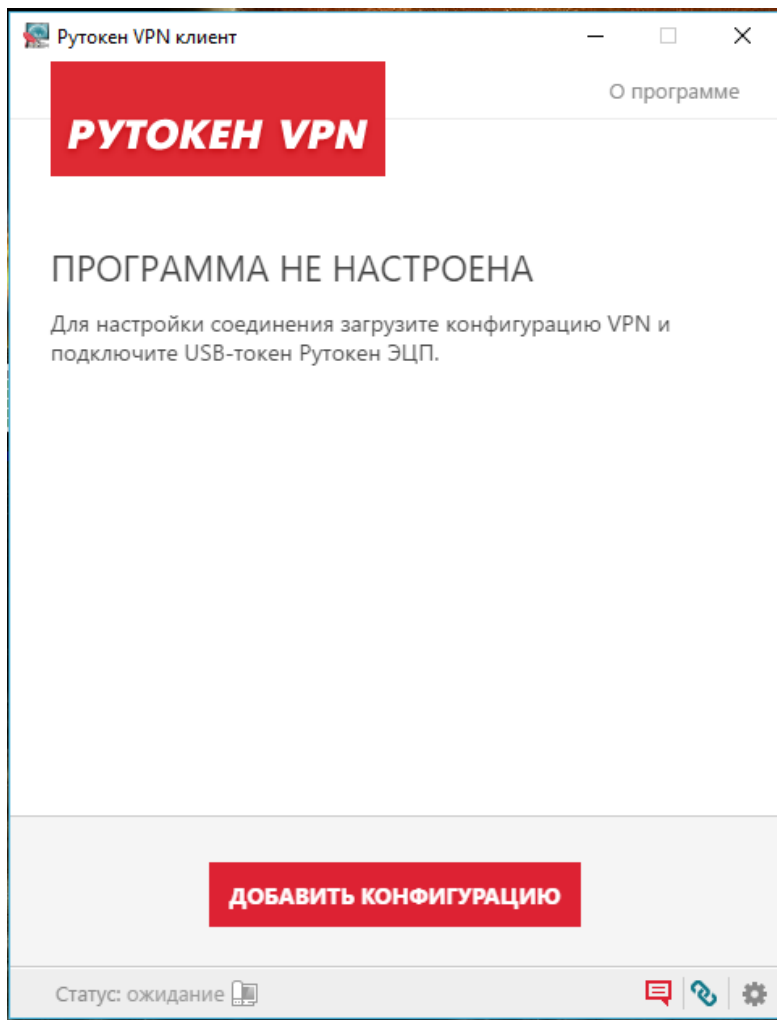 Рутокен VPN клиент
О программе
РУТОКЕН VPN
ПРОГРАММА НЕ НАСТРОЕНА
Для настройки соединения загрузите конфигурацию VPN и
подключите USB-токен Рутокен ЭЦП.
ДОБАВИТЬ КОНФИГУРАЦИЮ
Статус: ожидание